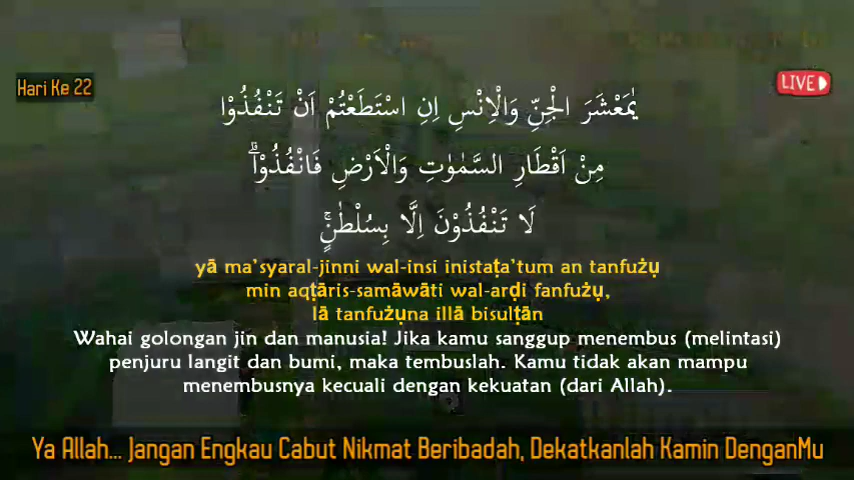 Hari Ke 22
LIVE
يٰمَعْشَرَ الْجِنِّ وَالْاِنْسِ اِنِ اسْتَطَعْتُمْ اَنْ تَنْفُذُوْا
مِنْ اَقْطَارِ السَّمٰوٰتِ وَالْاَرْضِ فَانْفُذُوْاۗ
لَا تَنْفُذُوْنَ اِلَّا بِسُلْطٰنٍۚ
yā ma’syaral-jinni wal-insi inistaṭa’tum an tanfużụ
min aqṭāris-samāwāti wal-arḍi fanfużụ,
lā tanfużụna illā bisulṭān
Wahai golongan jin dan manusia! Jika kamu sanggup menembus (melintasi)
penjuru langit dan bumi, maka tembuslah. Kamu tidak akan mampu
menembusnya kecuali dengan kekuatan (dari Allah).
Ya Allah... Jangan Engkau Cabut Nikmat Beribadah, Dekatkanlah Kamin DenganMu